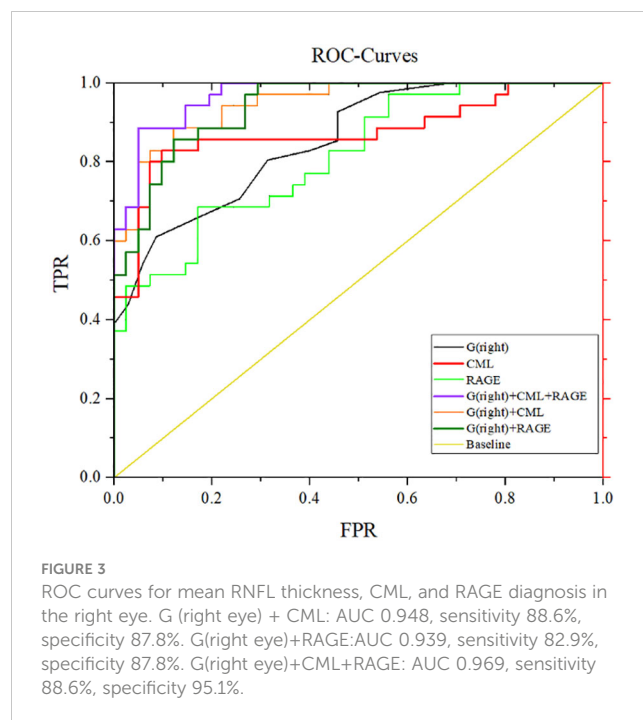 ROC-Curves
1.0
0.8
0.6
0.4
0.2
0.0
TPR
G(right)
CML
RAGE
G(right)+CML+RAGE
G(right)+CML
G(right)+RAGE
Baseline
0.0 0.2 0.4 0.6 0.8 1.0
FPR
FIGURE 3
ROC curves for mean RNFL thickness, CML, and RAGE diagnosis in
the right eye. G (right eye) + CML: AUC 0.948, sensitivity 88.6%,
specificity 87.8%. G(right eye)+RAGE:AUC 0.939, sensitivity 82.9%,
specificity 87.8%. G(right eye)+CML+RAGE: AUC 0.969, sensitivity
88.6%, specificity 95.1%.